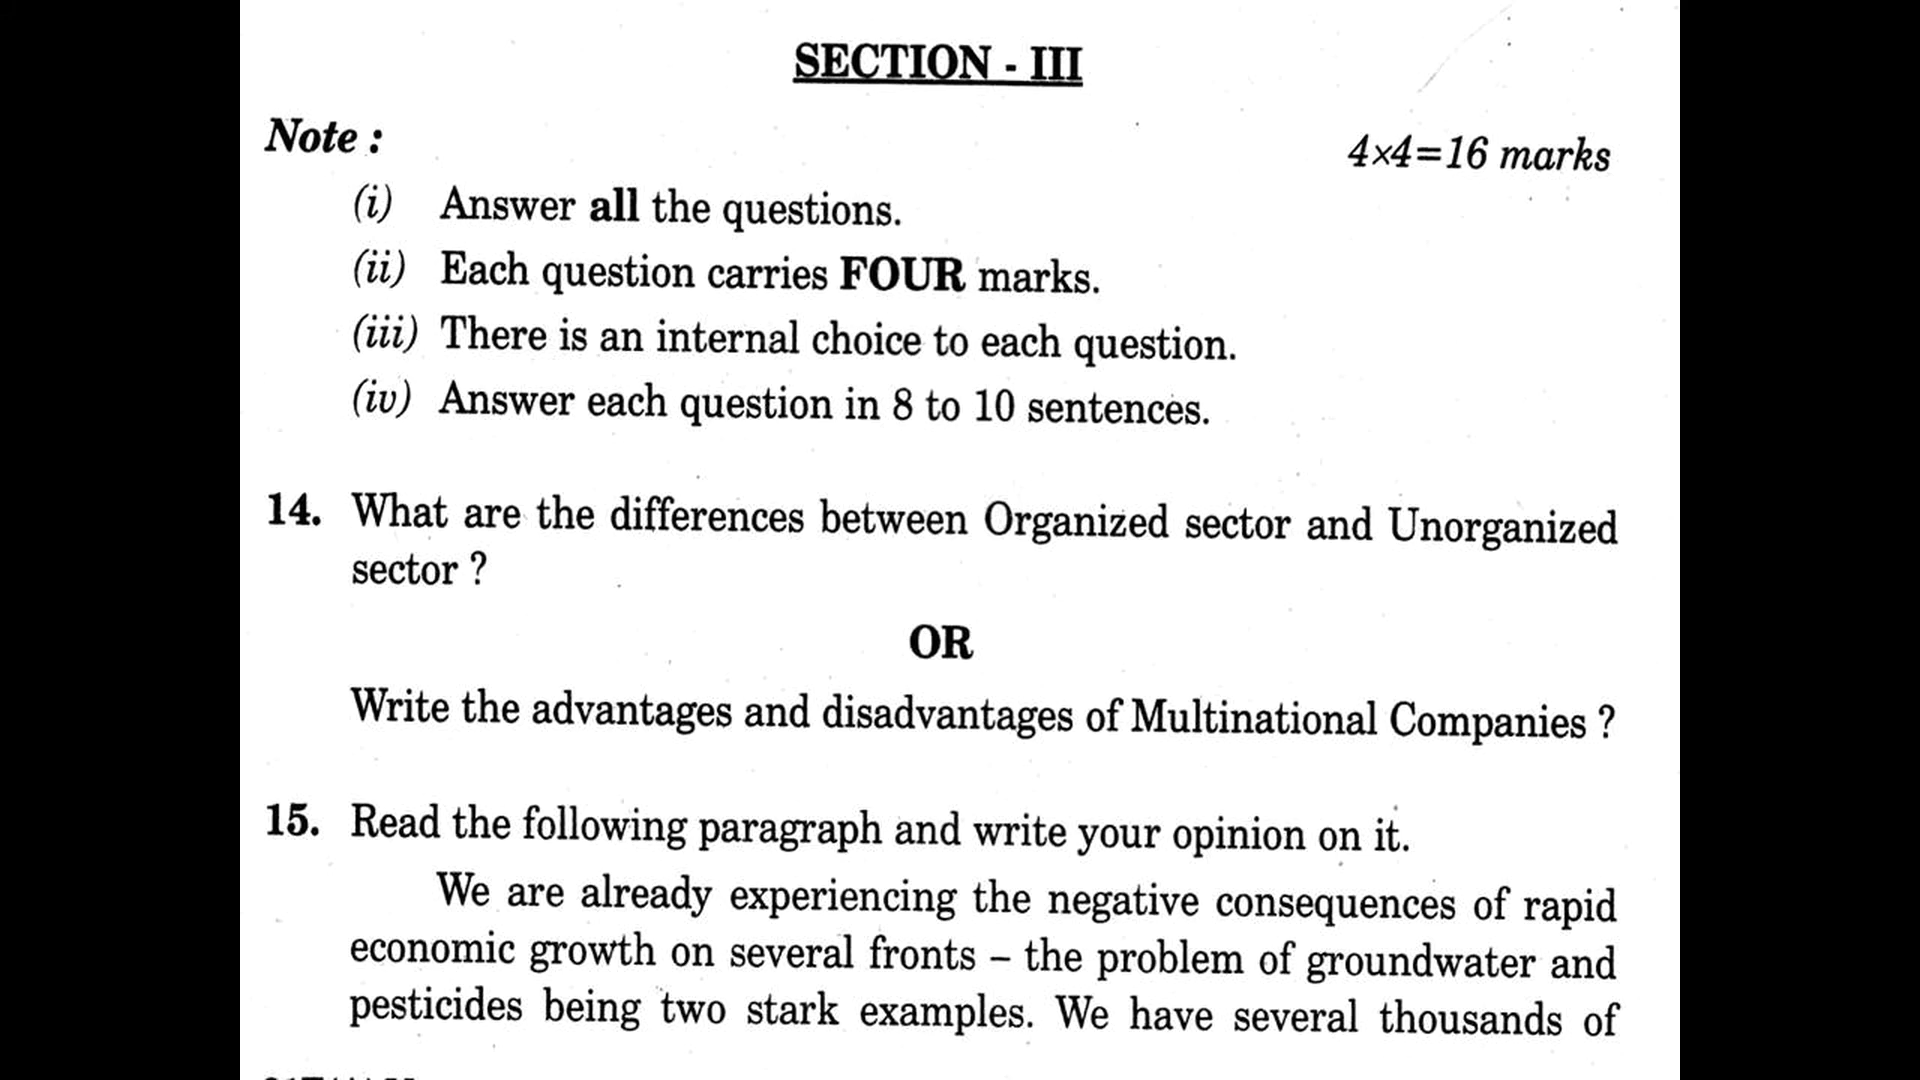 SECTION - III
Note :
4×4=16 marks
(i) Answer all the questions.
(ii) Each question carries FOUR marks.
(iii) There is an internal choice to each question.
(iv) Answer each question in 8 to 10 sentences.
14. What are the differences between Organized sector and Unorganized
sector ?
OR
Write the advantages and disadvantages of Multinational Companies ?
15. Read the following paragraph and write your opinion on it.
We are already experiencing the negative consequences of rapid
economic growth on several fronts – the problem of groundwater and
pesticides being two stark examples. We have several thousands of